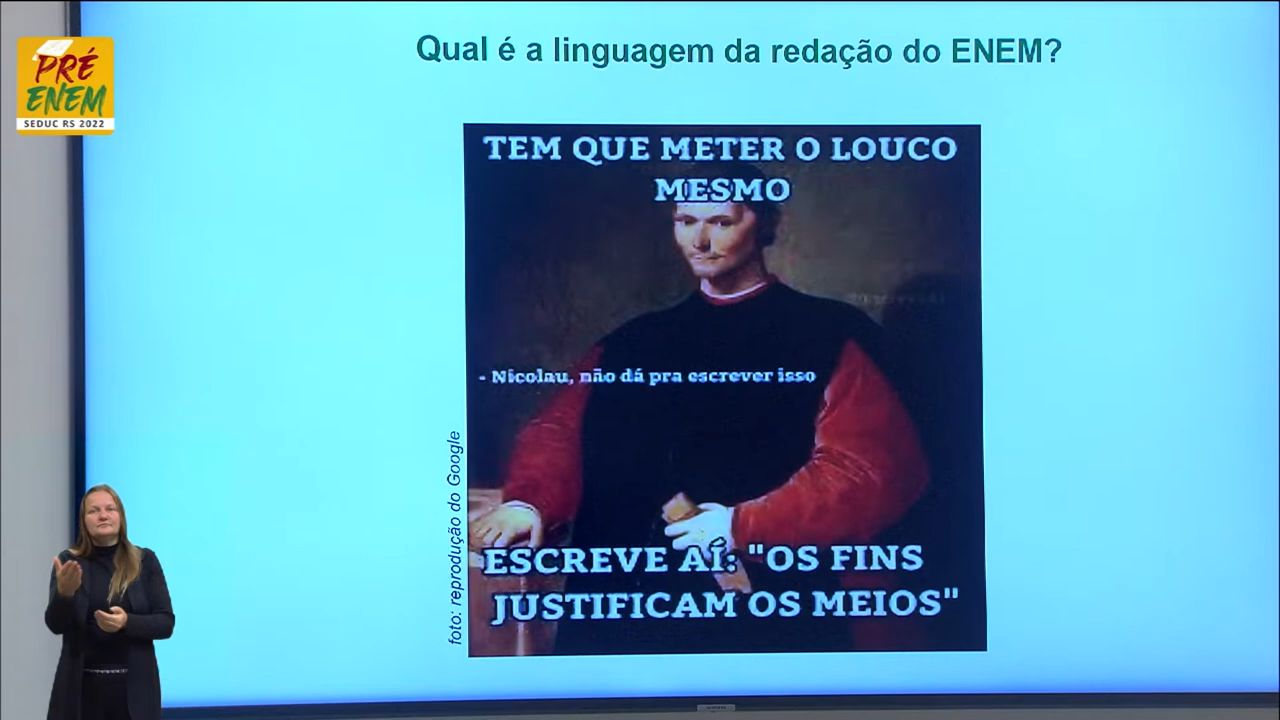 PRÉ
ENEM
SEDUC RS 2022
Qual é a linguagem da redação do ENEM?
TEM QUE METER O LOUCO
MESMO
- Nicolau, não dá pra escrever isso
ESCREVE AÍ: "OS FINS
JUSTIFICAM OS MEIOS"
foto: reprodução do Google